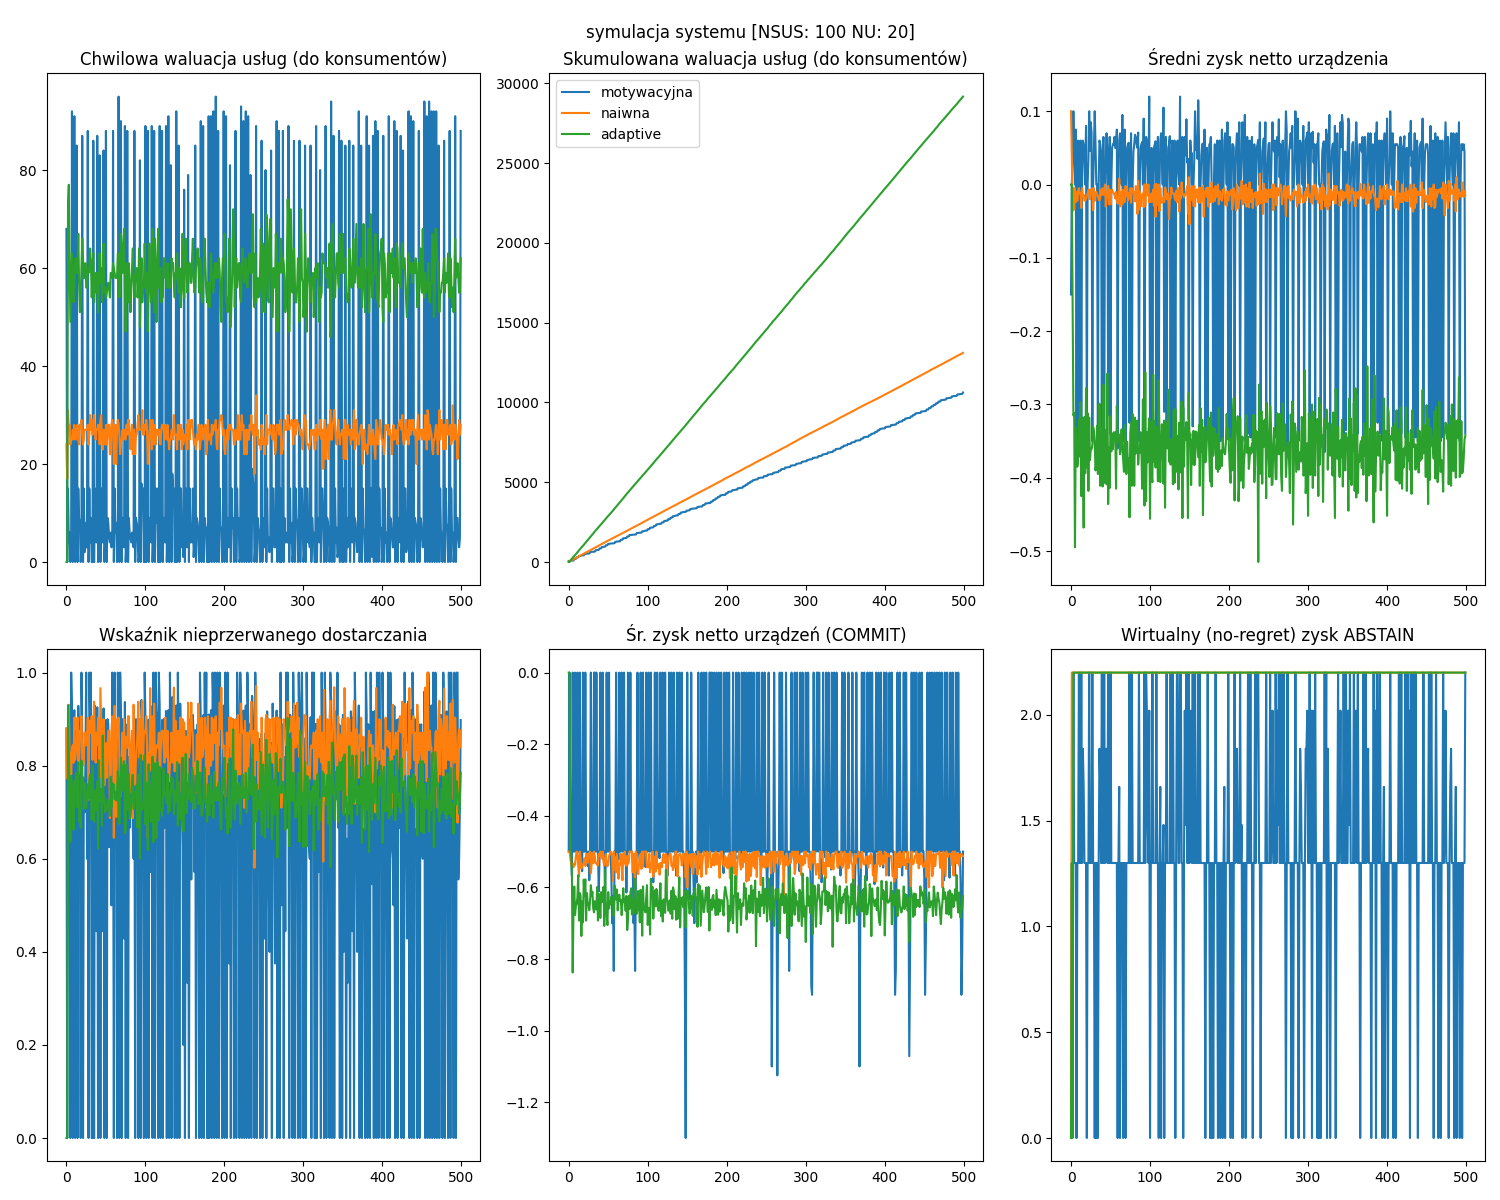 symulacja systemu [NSUS: 100 NU: 20]
Chwilowa waluacja usług (do konsumentów)
80
60
40
20
0
0 100 200 300 400 500
Skumulowana waluacja usług (do konsumentów)
motywacyjna
naiwna
adaptive
30000
25000
20000
15000
10000
5000
0
0 100 200 300 400 500
Średni zysk netto urządzenia
0.1
0.0
−0.1
−0.2
−0.3
−0.4
−0.5
0 100 200 300 400 500
Wskaźnik nieprzerwanego dostarczania
1.0
0.8
0.6
0.4
0.2
0.0
0 100 200 300 400 500
Śr. zysk netto urządzeń (COMMIT)
0.0
−0.2
−0.4
−0.6
−0.8
−1.0
−1.2
0 100 200 300 400 500
Wirtualny (no-regret) zysk ABSTAIN
2.0
1.5
1.0
0.5
0.0
0 100 200 300 400 500